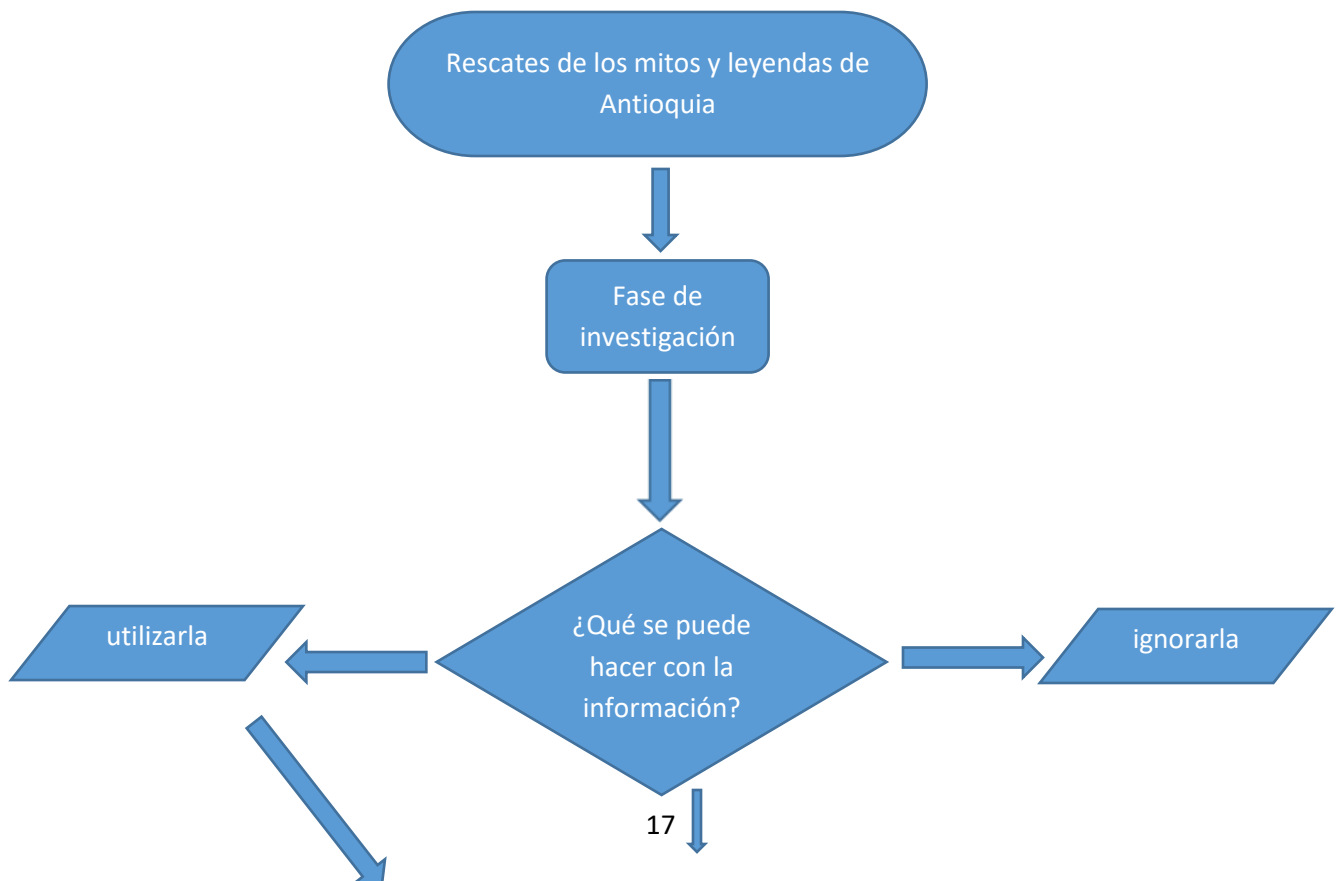 Rescates de los mitos y leyendas de
Antioquia
Fase de
investigación
utilizarla
¿Qué se puede
hacer con la
información?
ignorarla
17